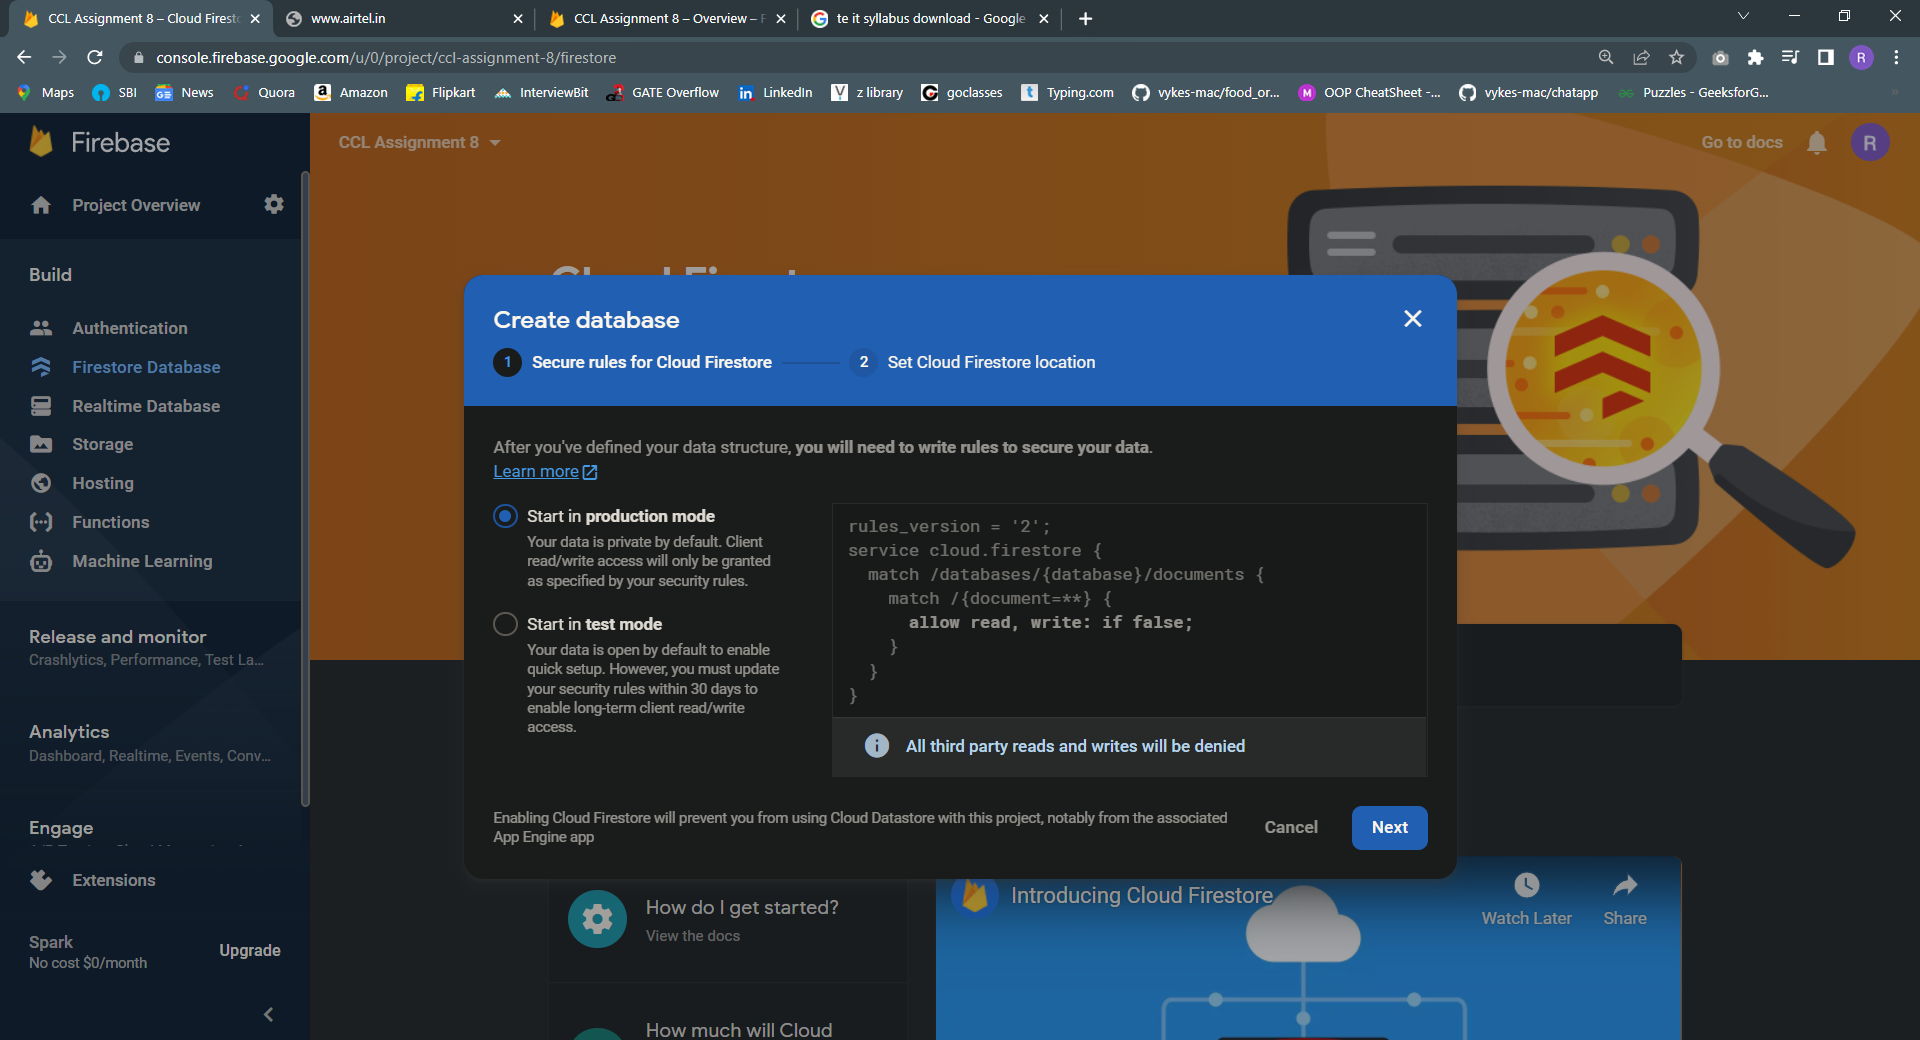 CCL Assignment 8 – Cloud Firest
www.airtel.in
CCL Assignment 8 – Overview – F
te it syllabus download - Google
console.firebase.google.com/u/0/project/ccl-assignment-8/firestore
R
Maps
SBI
News
Quora
Amazon
Flipkart
InterviewBit
GATE Overflow
LinkedIn
z library
goclasses
Typing.com
vykes-mac/food_or...
OOP CheatSheet -...
vykes-mac/chatapp
Puzzles - GeeksforG...
Firebase
CCL Assignment 8
Go to docs
R
Project Overview
Build
Authentication
Firestore Database
Realtime Database
Storage
Hosting
Functions
Machine Learning
Release and monitor
Crashlytics, Performance, Test La...
Analytics
Dashboard, Realtime, Events, Conv...
Engage
Extensions
Spark
No cost $0/month
Upgrade
Create database
1 Secure rules for Cloud Firestore
2 Set Cloud Firestore location
After you've defined your data structure, you will need to write rules to secure your data.
Learn more
Start in production mode
Your data is private by default. Client
read/write access will only be granted
as specified by your security rules.
Start in test mode
Your data is open by default to enable
quick setup. However, you must update
your security rules within 30 days to
enable long-term client read/write
access.
rules_version = '2';
service cloud.firestore {
match /databases/{database}/documents {
match /{document=**} {
allow read, write: if false;
}
}
}
All third party reads and writes will be denied
Enabling Cloud Firestore will prevent you from using Cloud Datastore with this project, notably from the associated
App Engine app
Cancel
Next
How do I get started?
View the docs
How much will Cloud
Introducing Cloud Firestore
Watch Later
Share